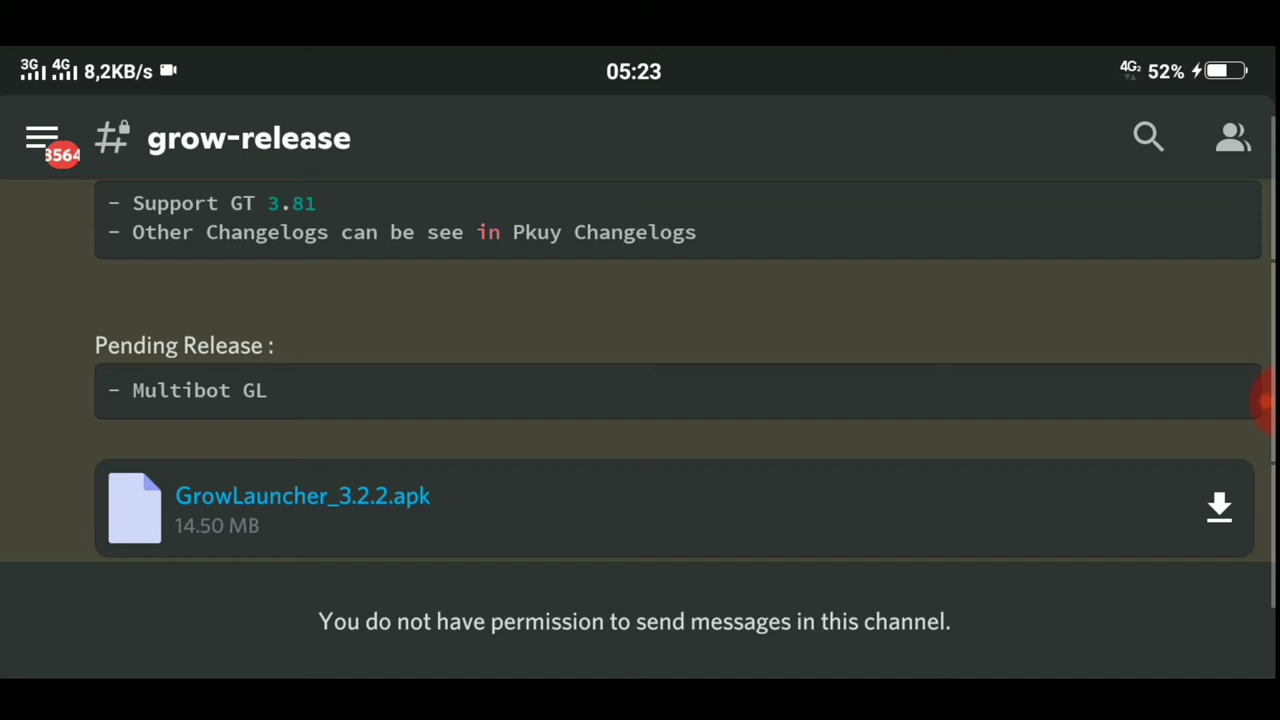 3G 4G 8,2KB/s 05:23 4G2 52%
3564 # grow-release
- Support GT 3.81
- Other Changelogs can be see in Pkuy Changelogs
Pending Release :
- Multibot GL
GrowLauncher_3.2.2.apk
14.50 MB
You do not have permission to send messages in this channel.